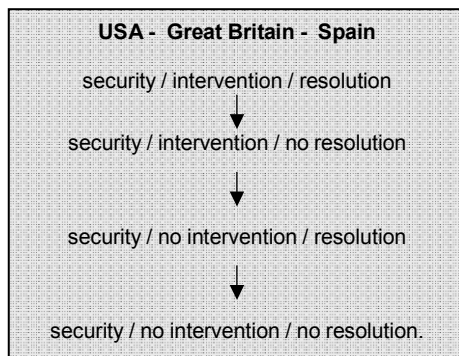 USA - Great Britain - Spain
security / intervention / resolution
security / intervention / no resolution
security / no intervention / resolution
security / no intervention / no resolution.